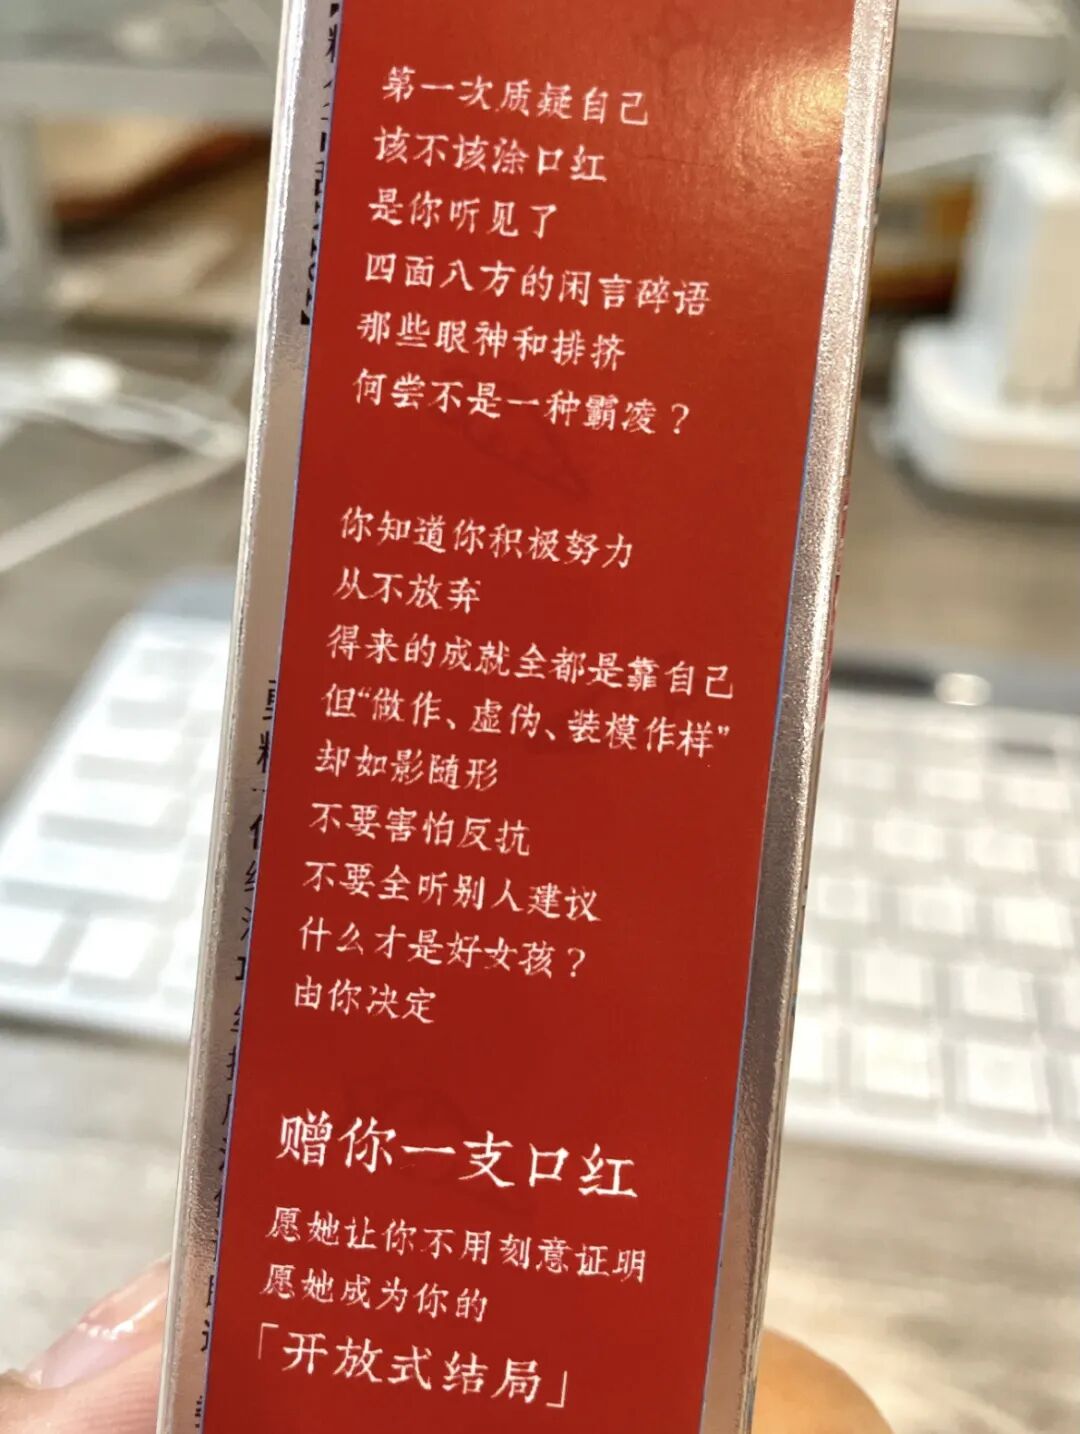 第一次质疑自己
该不该涂口红
是你听见了
四面八方的闲言碎语
那些眼神和排挤
何尝不是一种霸凌？
你知道你积极努力
从不放弃
得来的成就全都是靠自己
但“做作、虚伪、装模作样”
却如影随形
不要害怕反抗
不要全听别人建议
什么才是好女孩？
由你决定
赠你一支口红
愿她让你不用刻意证明
愿她成为你的
「开放式结局」